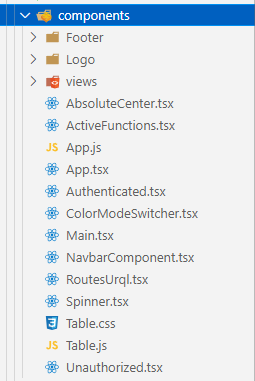 components
Footer
Logo
views
AbsoluteCenter.tsx
ActiveFunctions.tsx
JS App.js
App.tsx
Authenticated.tsx
ColorModeSwitcher.tsx
Main.tsx
NavbarComponent.tsx
RoutesUrql.tsx
Spinner.tsx
Table.css
JS Table.js
Unauthorized.tsx